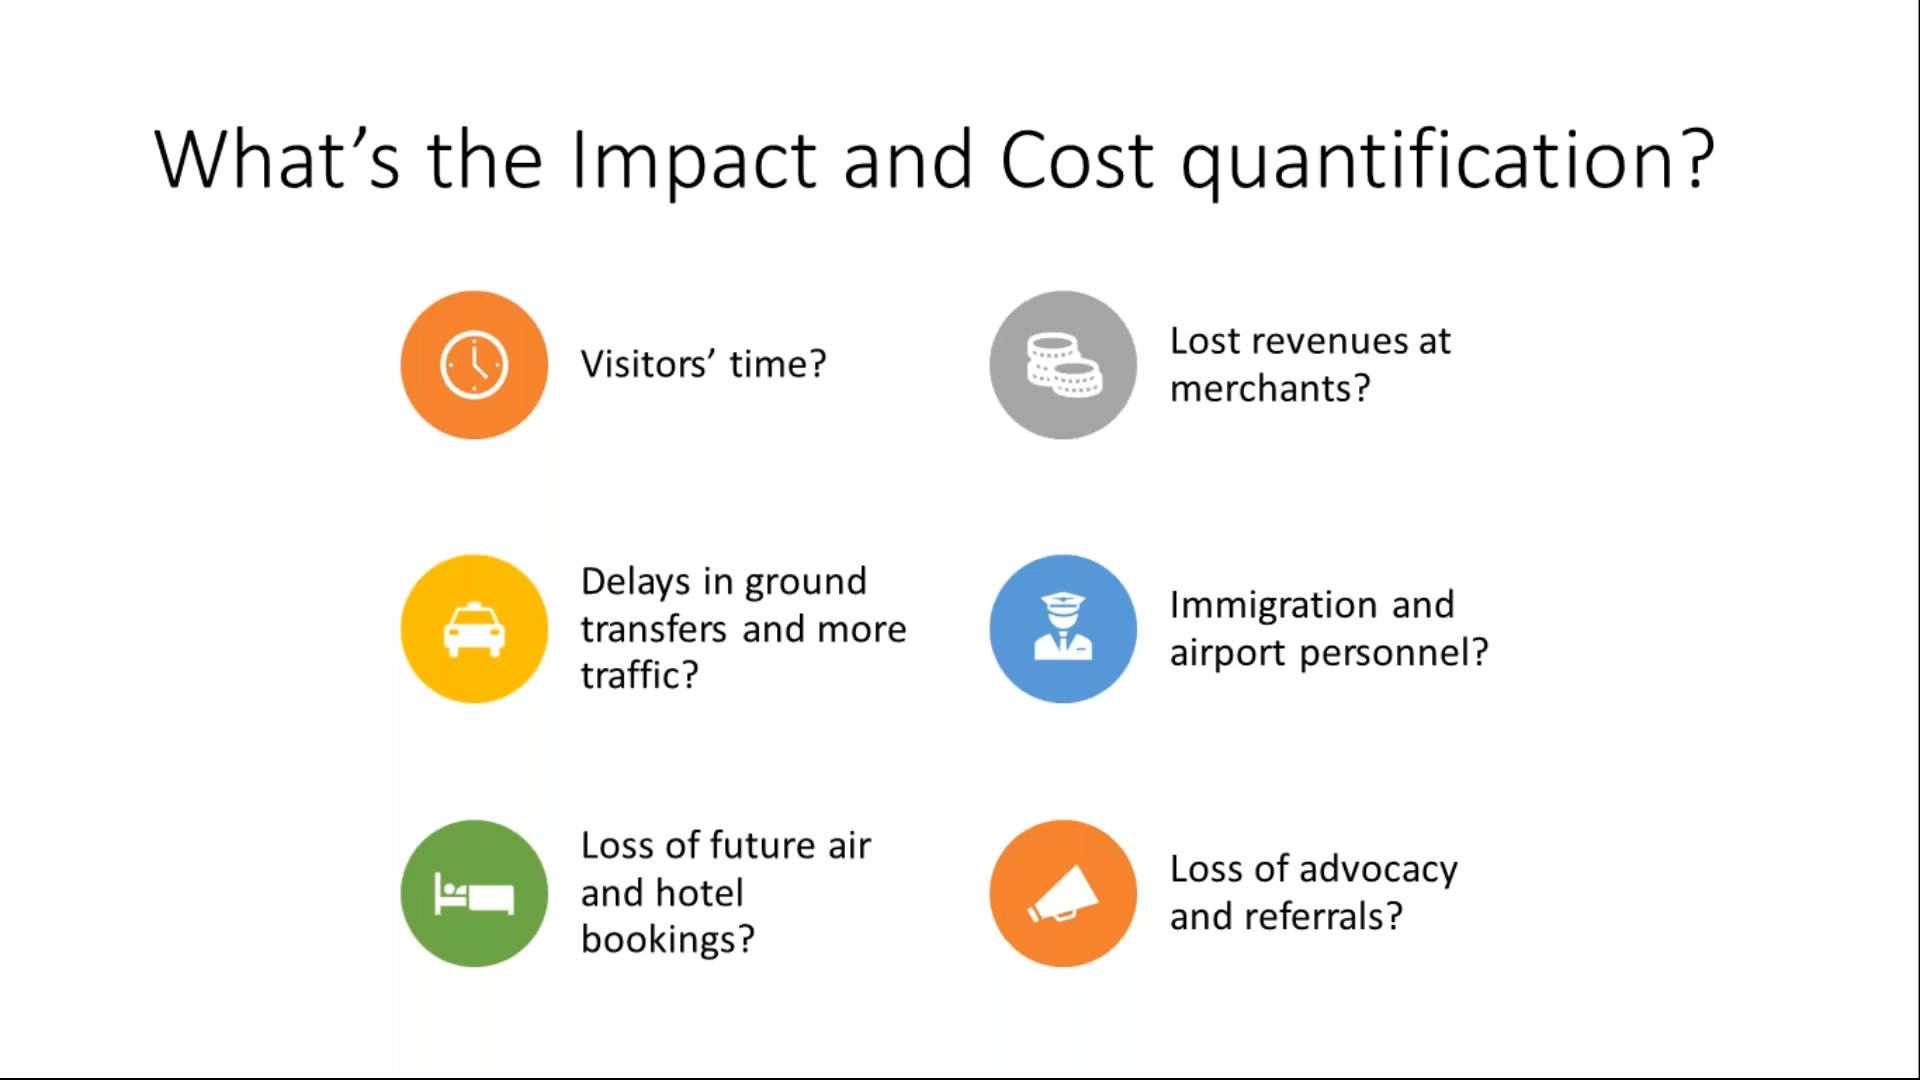 What’s the Impact and Cost quantification?
Visitors’ time?
Lost revenues at
merchants?
Delays in ground
transfers and more
traffic?
Immigration and
airport personnel?
Loss of future air
and hotel
bookings?
Loss of advocacy
and referrals?